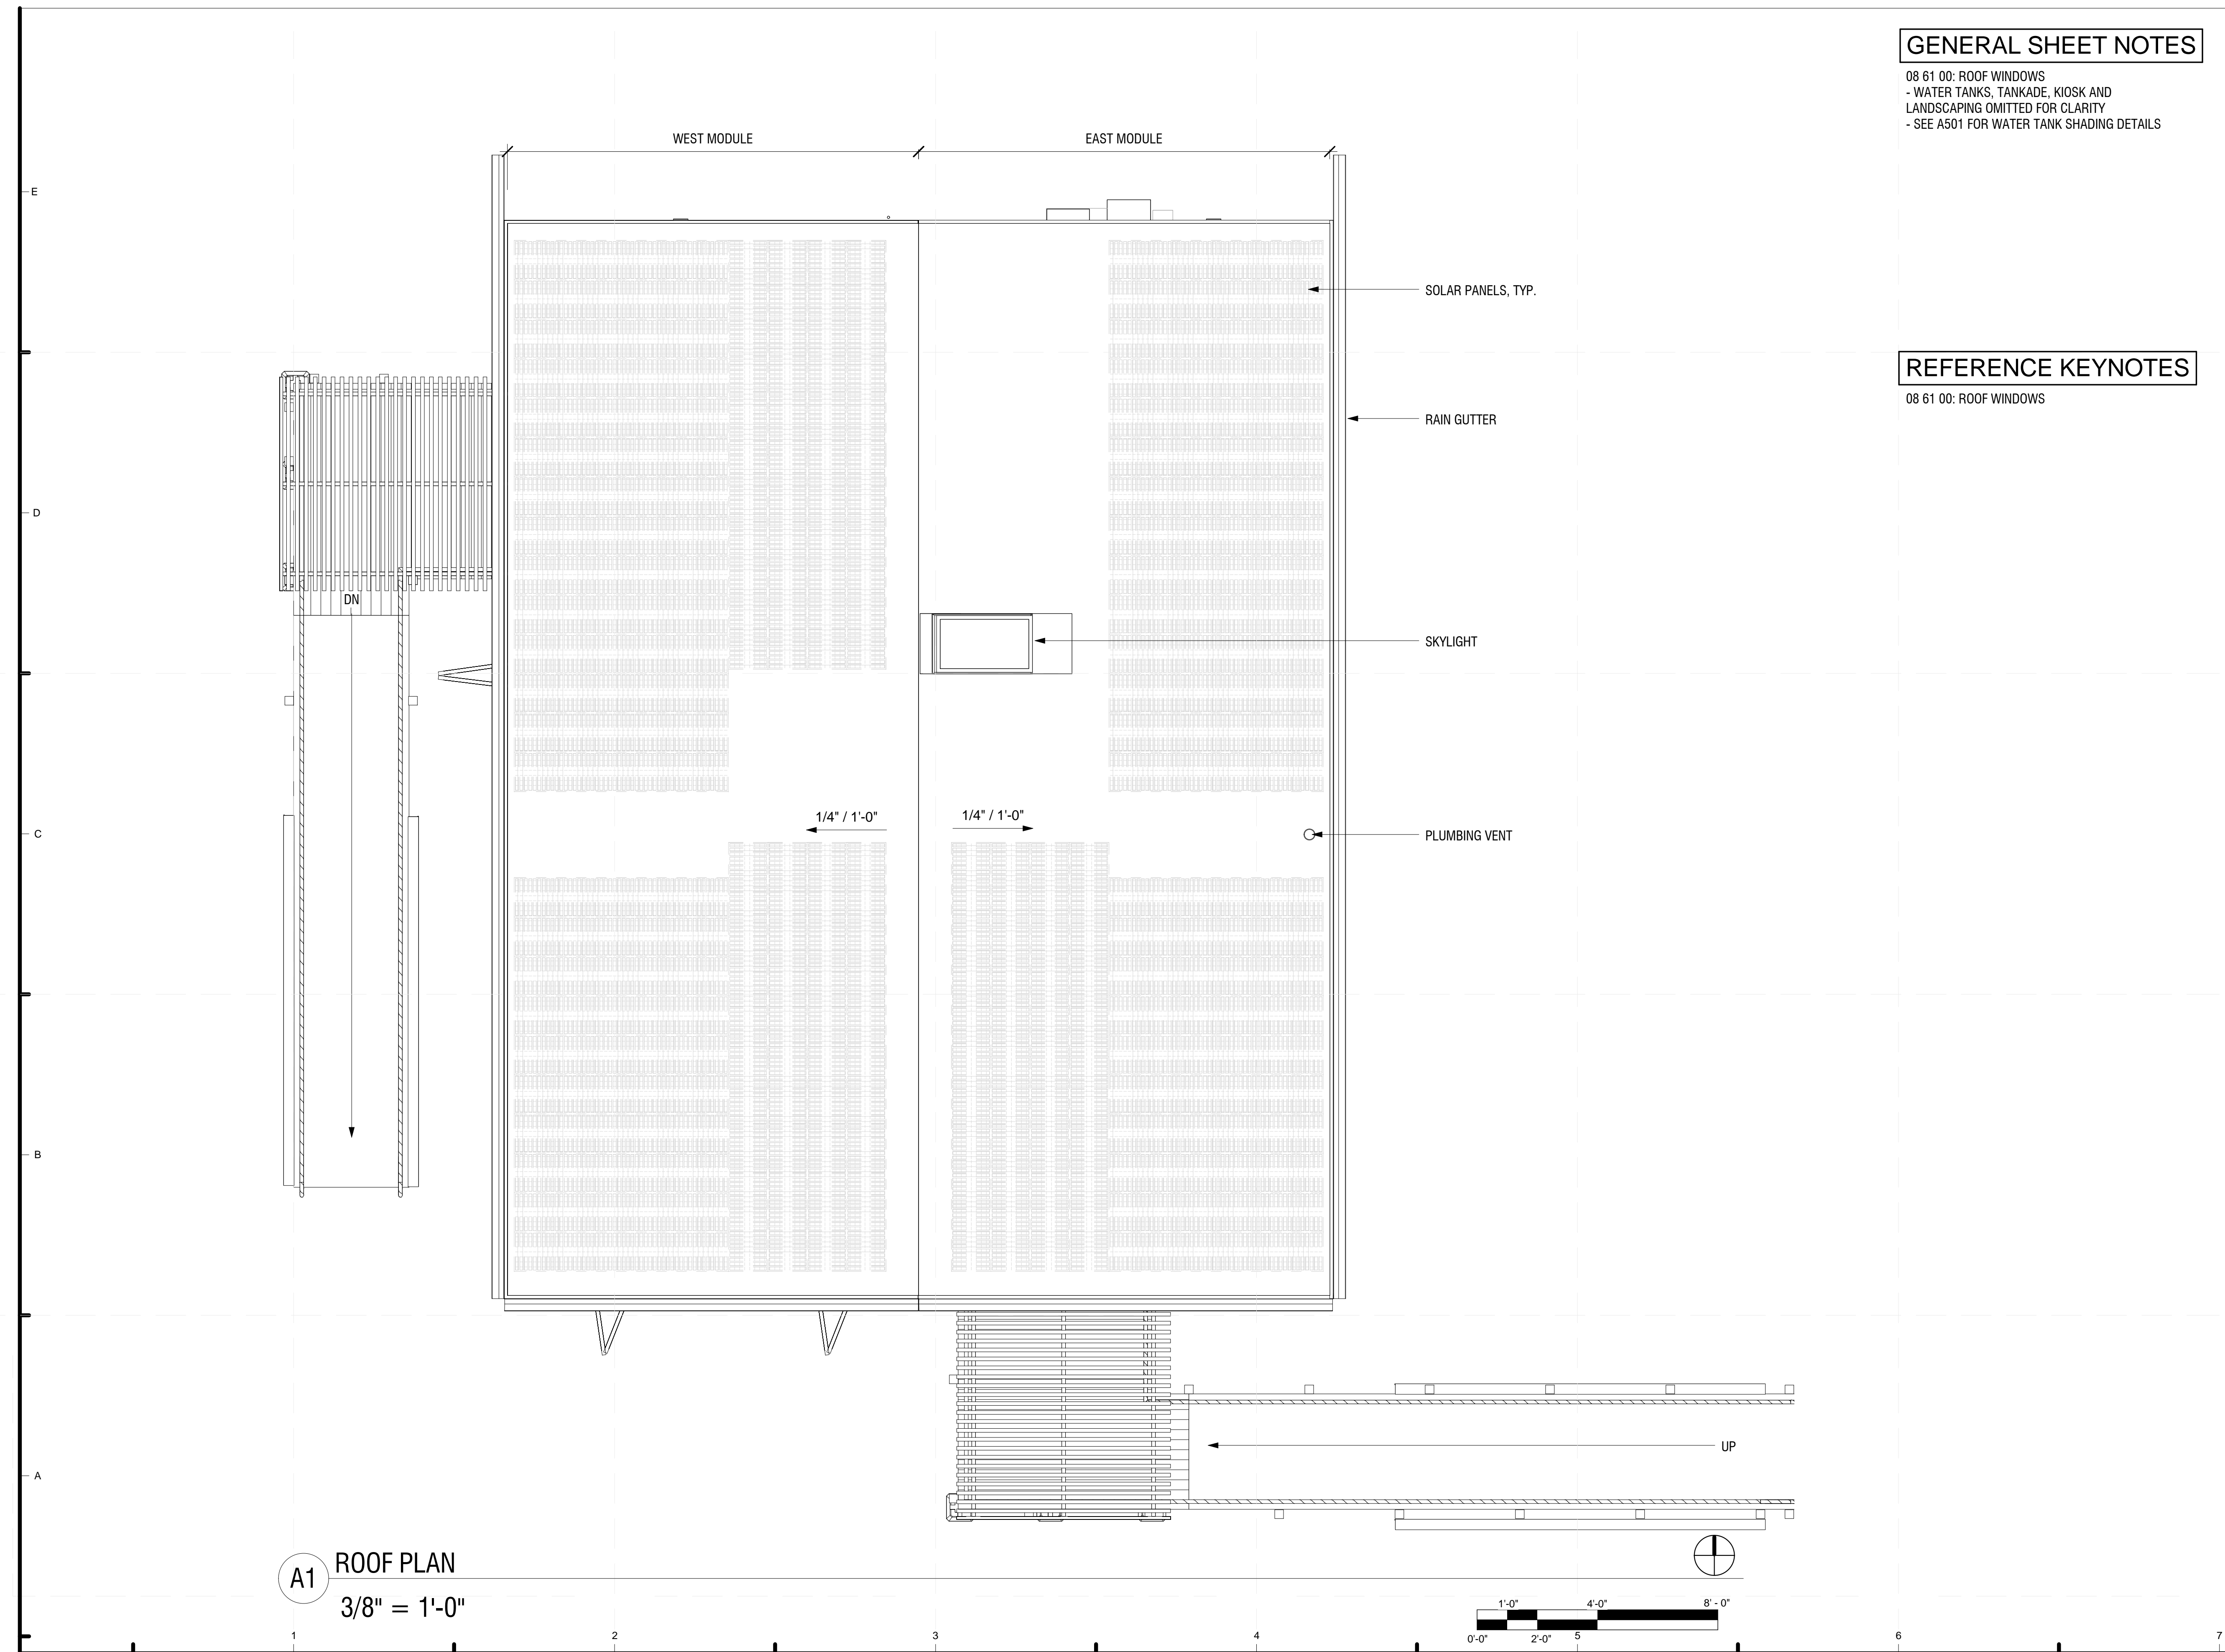 GENERAL SHEET NOTES
08 61 00: ROOF WINDOWS
- WATER TANKS, TANKADE, KIOSK AND
LANDSCAPING OMITTED FOR CLARITY
- SEE A501 FOR WATER TANK SHADING DETAILS
WEST MODULE
EAST MODULE
E
SOLAR PANELS, TYP.
REFERENCE KEYNOTES
08 61 00: ROOF WINDOWS
RAIN GUTTER
D
DN
SKYLIGHT
1/4" / 1'-0"
1/4" / 1'-0"
C
PLUMBING VENT
B
UP
A
A1
ROOF PLAN
3/8" = 1'-0"
1'-0"
4'-0"
8' - 0"
0'-0"
2'-0"
1
2
3
4
5
6
7